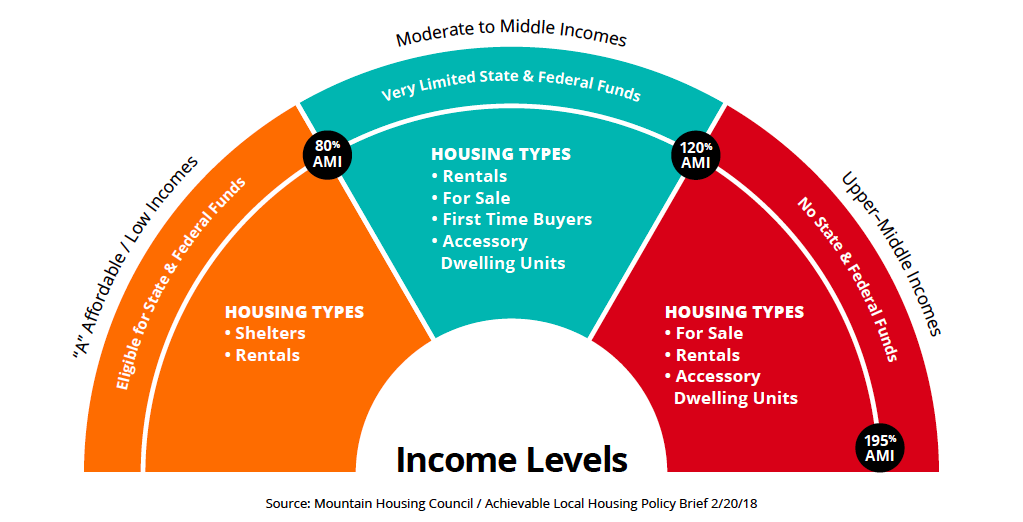 Moderate to Middle Incomes
Very Limited State & Federal Funds
80%
AMI
120%
AMI
"A" Affordable / Low Incomes
Eligible for State & Federal Funds
HOUSING TYPES
• Shelters
• Rentals
HOUSING TYPES
• Rentals
• For Sale
• First Time Buyers
• Accessory
Dwelling Units
Upper–Middle Incomes
No State & Federal Funds
HOUSING TYPES
• For Sale
• Rentals
• Accessory
Dwelling Units
195%
AMI
Income Levels
Source: Mountain Housing Council / Achievable Local Housing Policy Brief 2/20/18